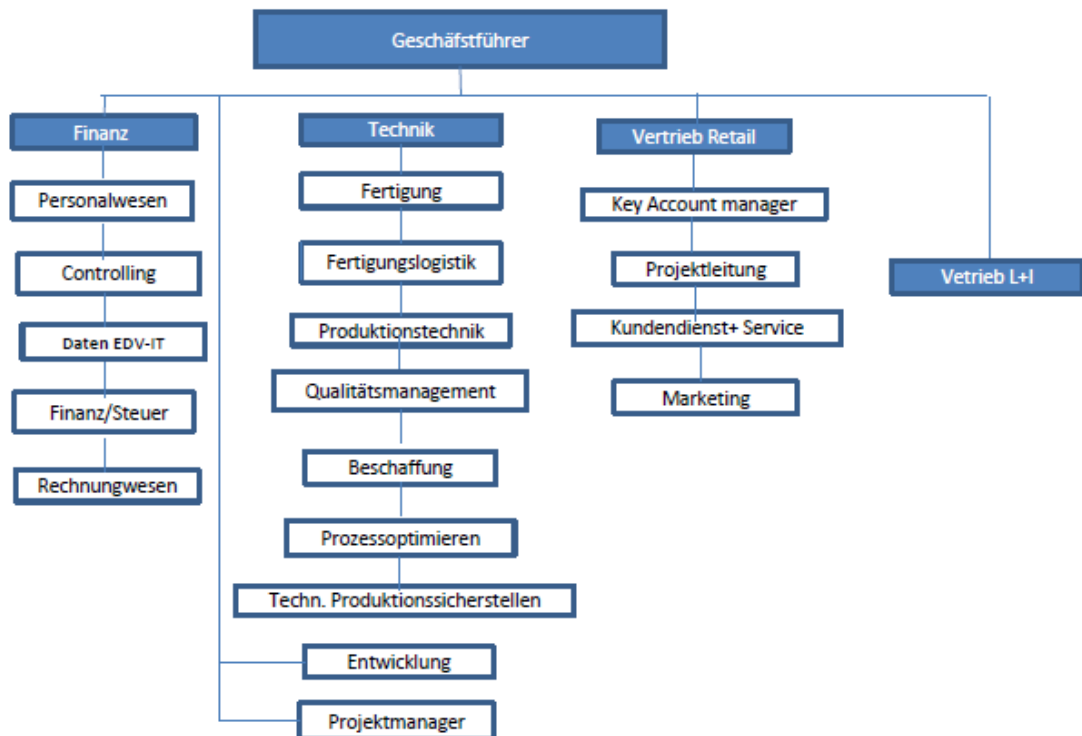 Geschäfstführer
Finanz
Personalwesen
Controlling
Daten EDV-IT
Finanz/Steuer
Rechnungwesen
Technik
Fertigung
Fertigungslogistik
Produktionstechnik
Qualitätsmanagement
Beschaffung
Prozessoptimieren
Techn. Produktionssicherstellen
Entwicklung
Projektmanager
Vertrieb Retail
Key Account manager
Projektleitung
Kundendienst+ Service
Marketing
Vetrieb L+I